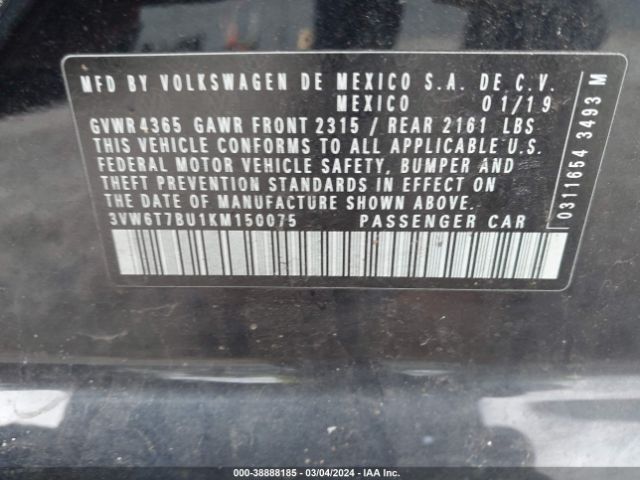 MFD BY VOLKSWAGEN DE MEXICO S.A. DE C.V.
MEXICO 01/19
GVWR 4365 GAWR FRONT 2315 / REAR 2161 LBS
THIS VEHICLE CONFORMS TO ALL APPLICABLE U.S.
FEDERAL MOTOR VEHICLE SAFETY, BUMPER AND
THEFT PREVENTION STANDARDS IN EFFECT ON
THE DATE OF MANUFACTURE SHOWN ABOVE.
3VW6T7BU1KM150075 PASSENGER CAR
0311654 3493 M
000-38888185 - 03/04/2024 - IAA Inc.